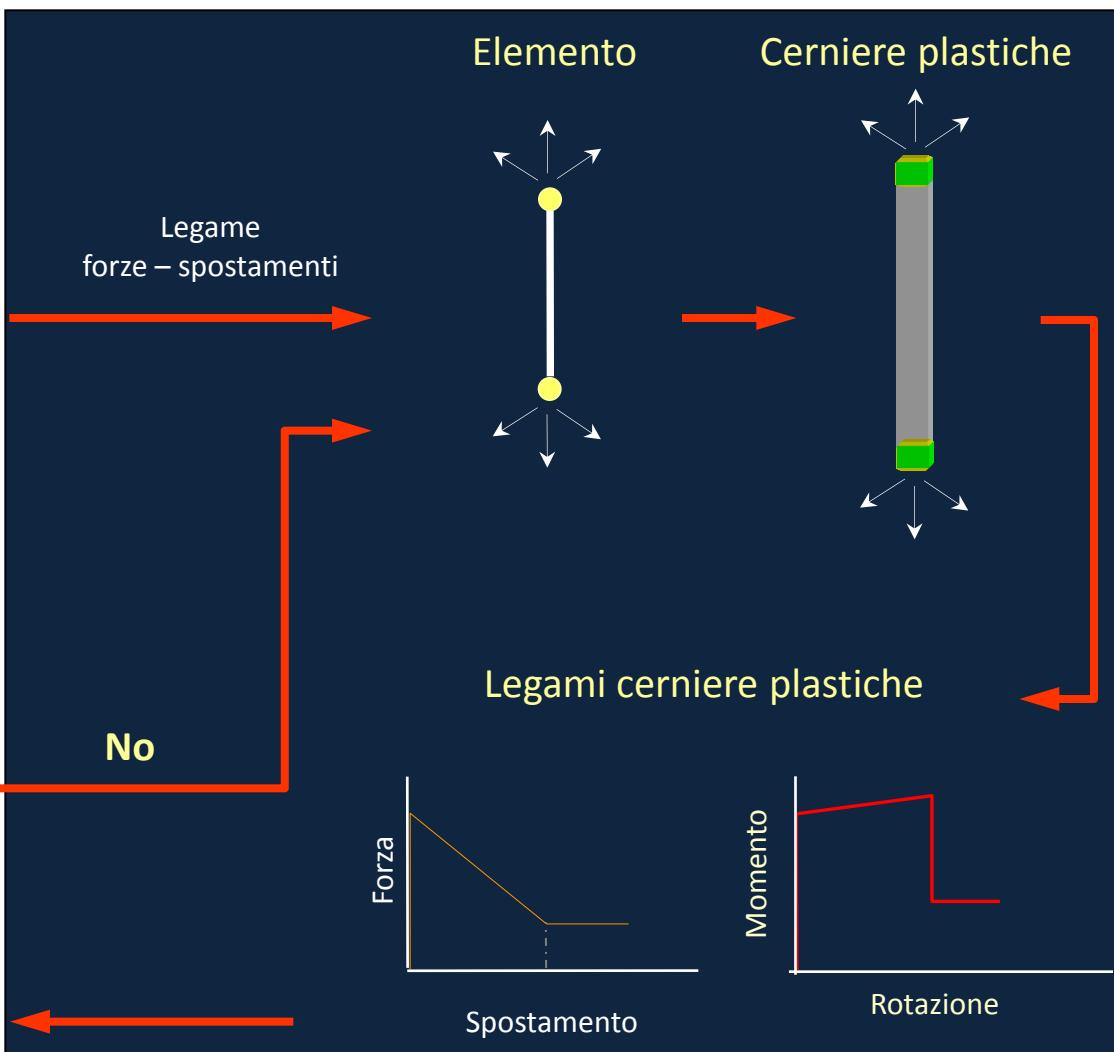 Elemento
Cerniere plastiche
Legame
forze – spostamenti
Legami cerniere plastiche
No
Forza
Momento
Spostamento
Rotazione